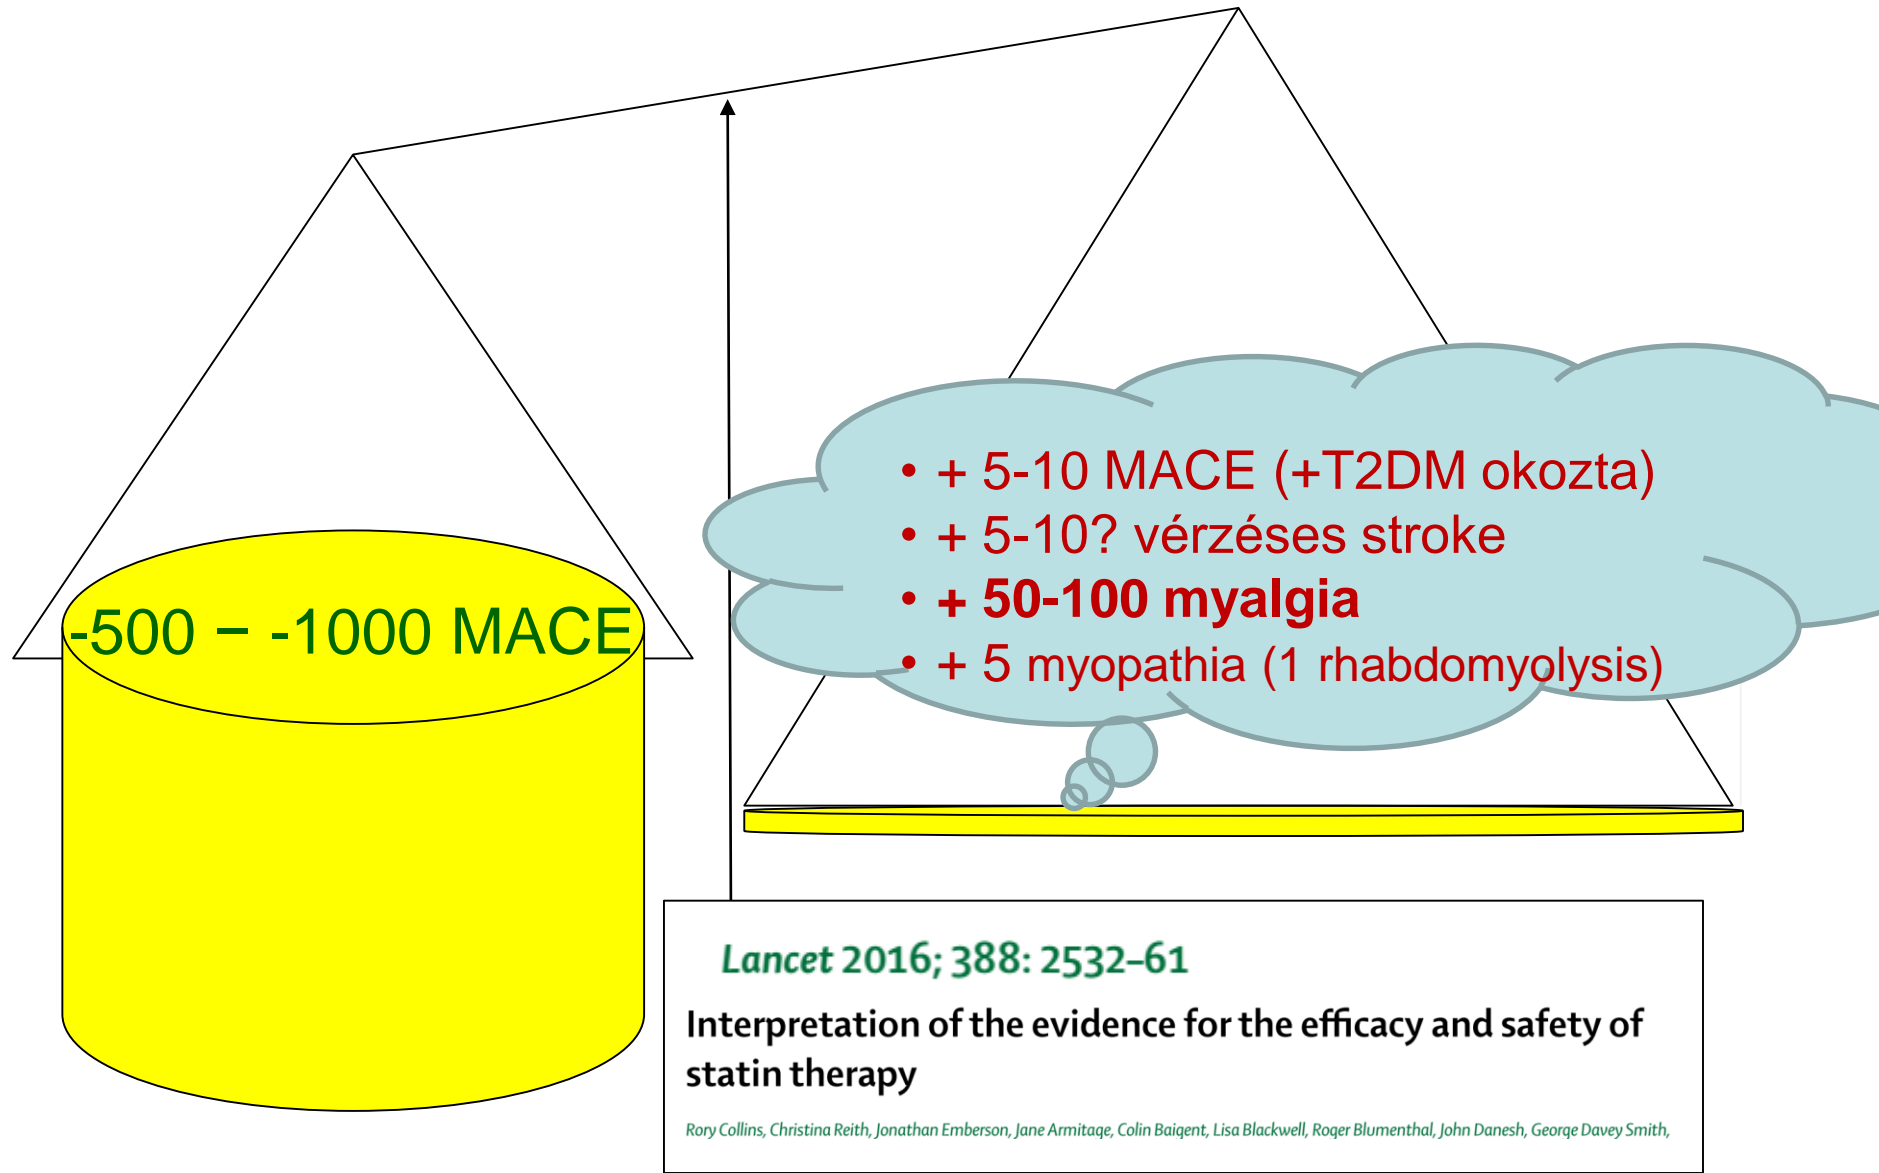 -500 – -1000 MACE
• + 5-10 MACE (+T2DM okozta)
• + 5-10? vérzéses stroke
• + 50-100 myalgia
• + 5 myopathia (1 rhabdomyolysis)
Lancet 2016; 388: 2532–61
Interpretation of the evidence for the efficacy and safety of
statin therapy
Rory Collins, Christina Reith, Jonathan Emberson, Jane Armitage, Colin Baigent, Lisa Blackwell, Roger Blumenthal, John Danesh, George Davey Smith,